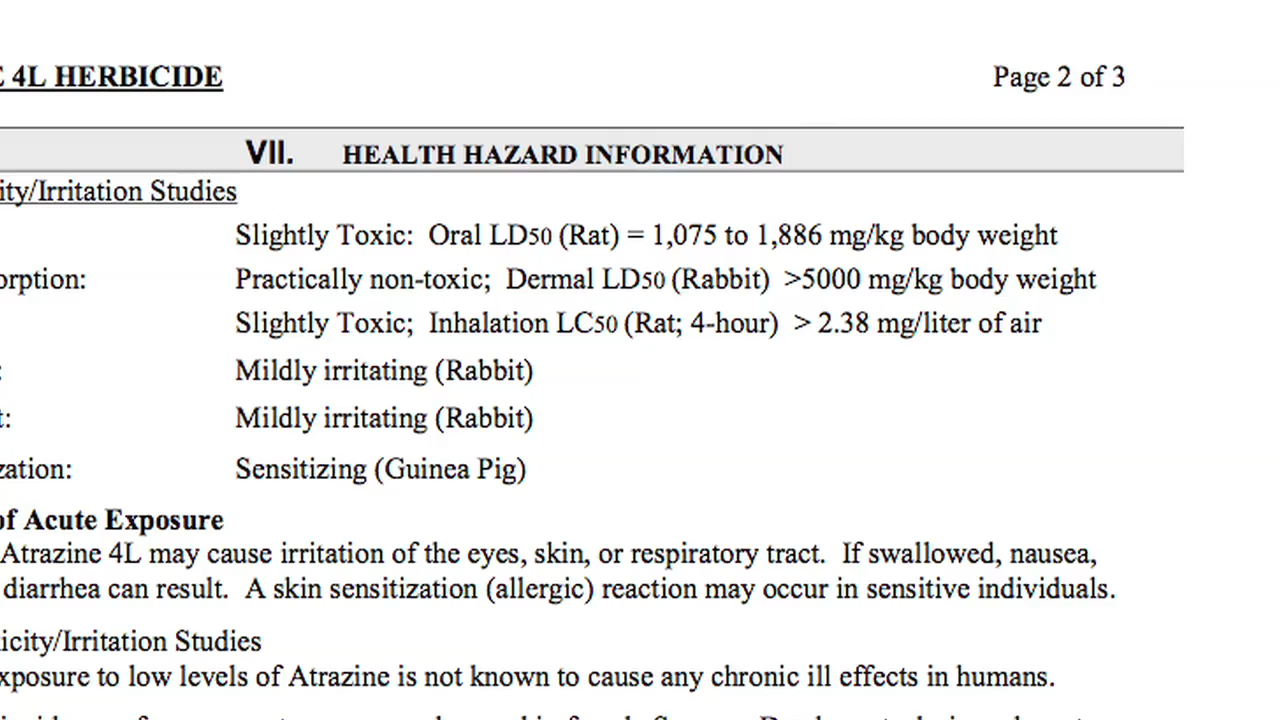 4L HERBICIDE
Page 2 of 3
VII. HEALTH HAZARD INFORMATION
ity/Irritation Studies
Slightly Toxic: Oral LD50 (Rat) = 1,075 to 1,886 mg/kg body weight
orption: Practically non-toxic; Dermal LD50 (Rabbit) >5000 mg/kg body weight
Slightly Toxic; Inhalation LC50 (Rat; 4-hour) > 2.38 mg/liter of air
: Mildly irritating (Rabbit)
t: Mildly irritating (Rabbit)
zation: Sensitizing (Guinea Pig)
of Acute Exposure
Atrazine 4L may cause irritation of the eyes, skin, or respiratory tract. If swallowed, nausea,
diarrhea can result. A skin sensitization (allergic) reaction may occur in sensitive individuals.
icity/Irritation Studies
xposure to low levels of Atrazine is not known to cause any chronic ill effects in humans.